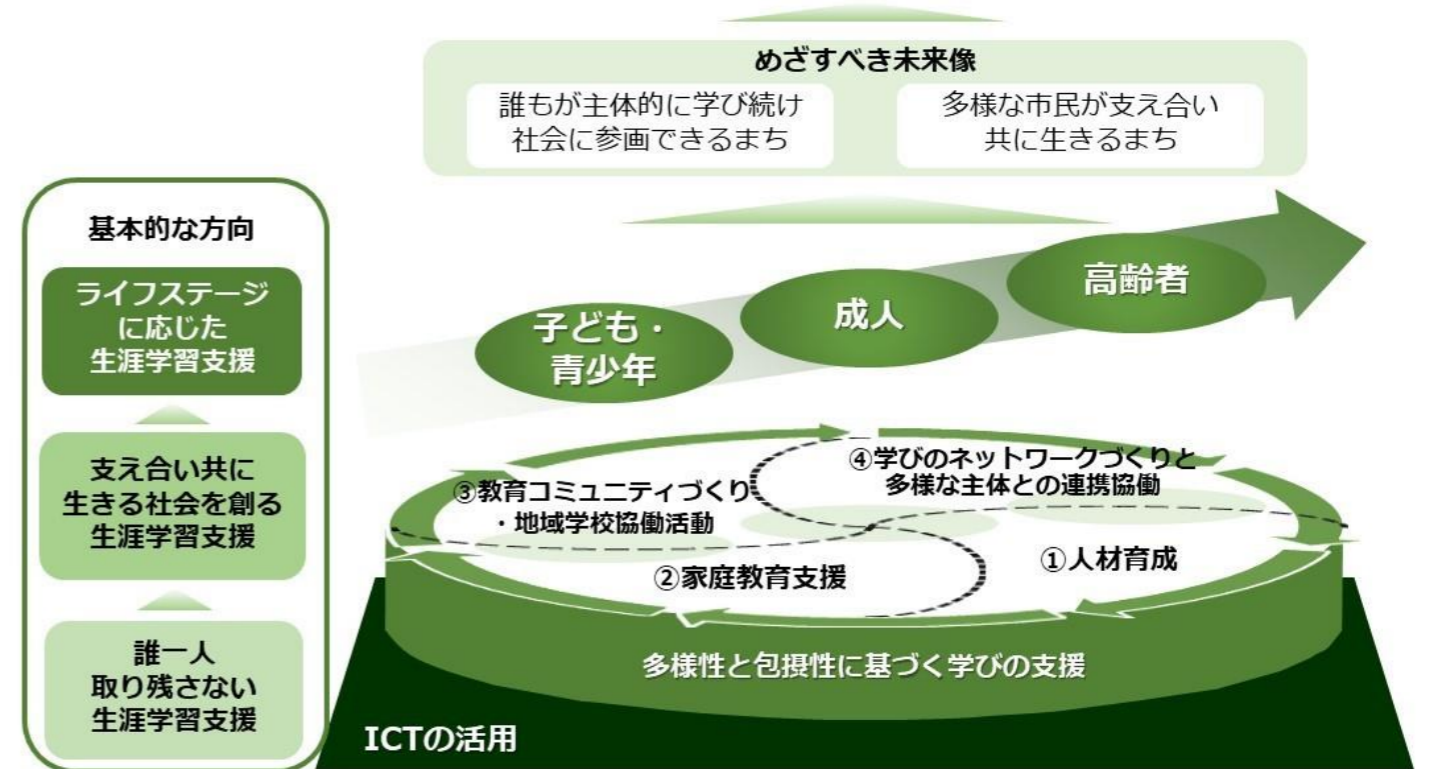 めざすべき未来像
誰もが主体的に学び続け
社会に参画できるまち
多様な市民が支え合い
共に生きるまち
基本的な方向
ライフステージ
に応じた
生涯学習支援
支え合い共に
生きる社会を創る
生涯学習支援
誰一人
取り残さない
生涯学習支援
子ども・
青少年
成人
高齢者
③教育コミュニティづくり
・地域学校協働活動
④学びのネットワークづくりと
多様な主体との連携協働
②家庭教育支援
①人材育成
多様性と包摂性に基づく学びの支援
ICTの活用